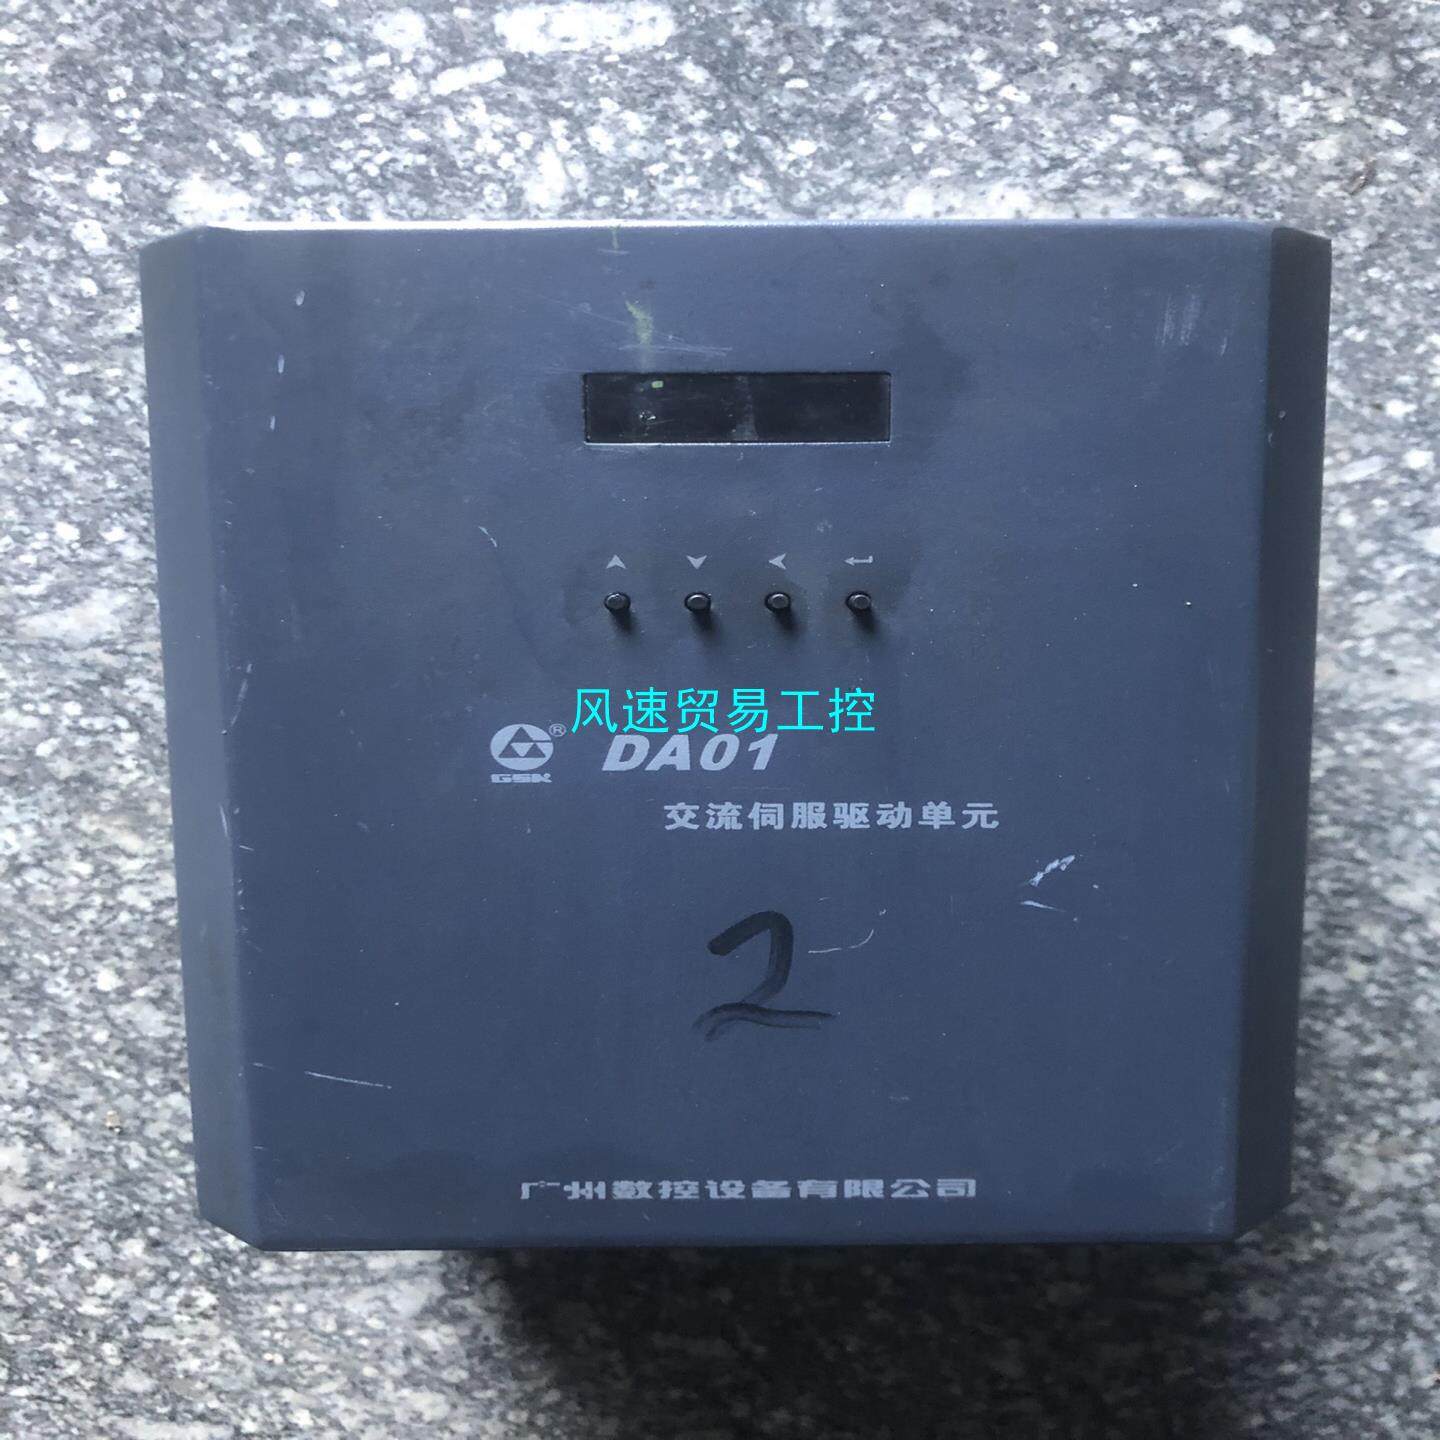 风速贸易工控
® DA01
GSK
交流伺服驱动单元
2
广州数控设备有限公司